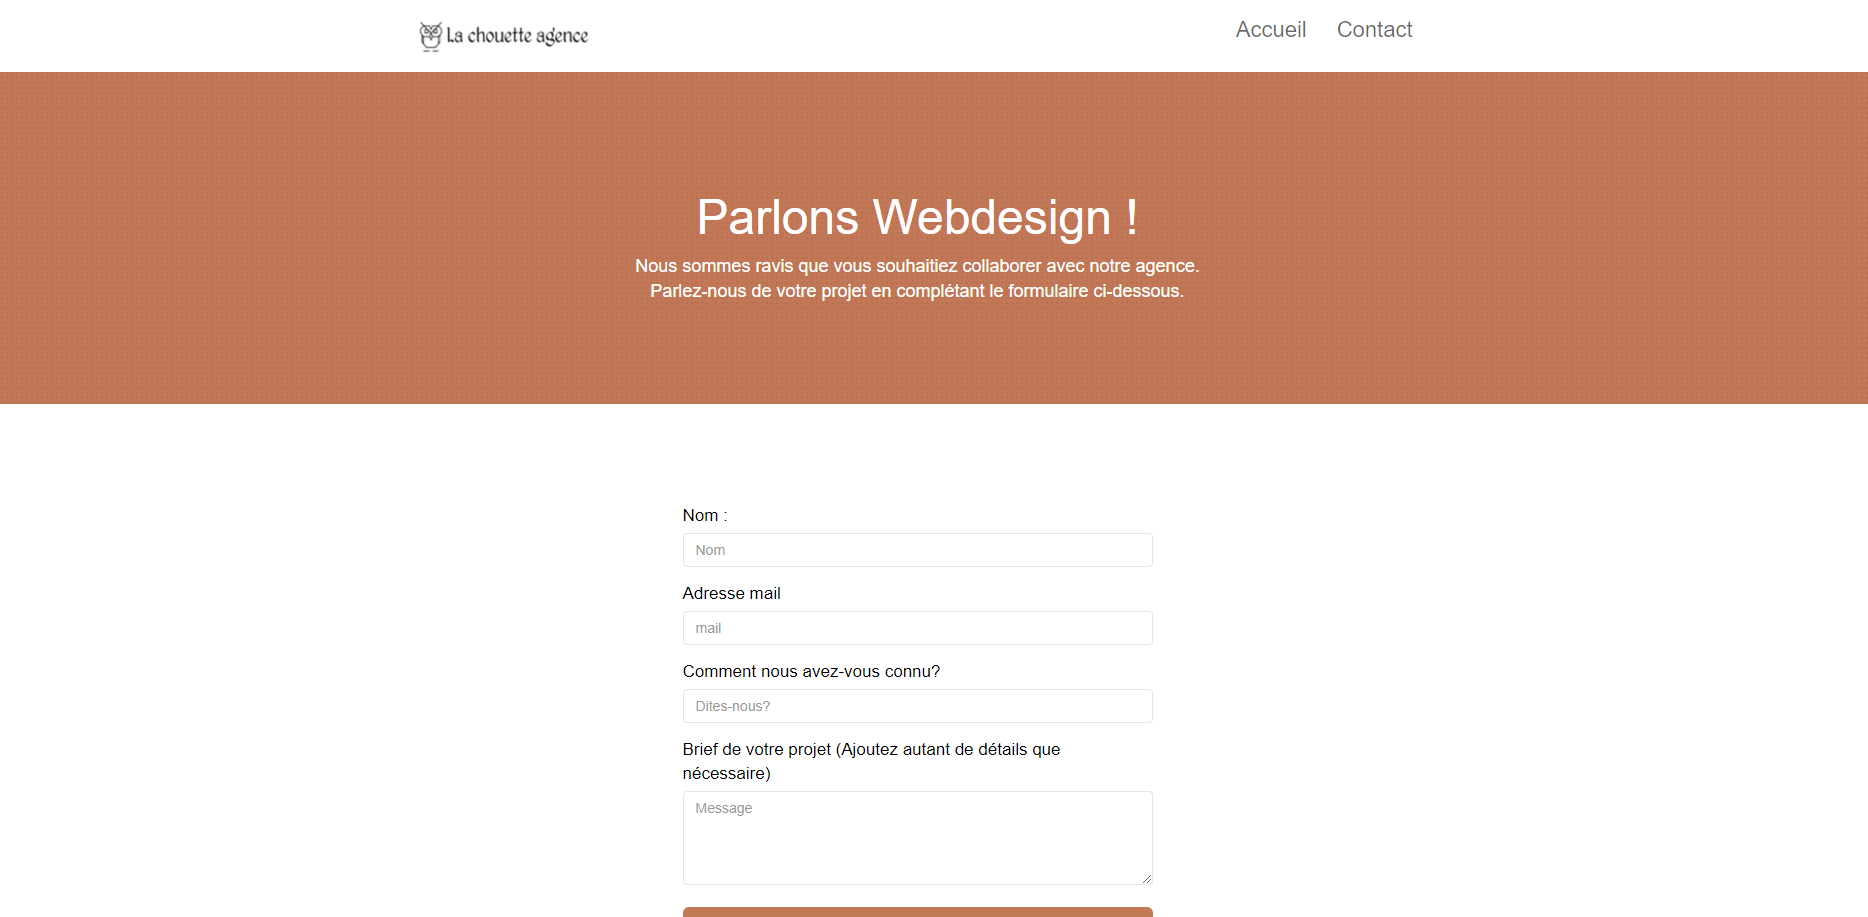 La chouette agence
Accueil
Contact
Parlons Webdesign !
Nous sommes ravis que vous souhaitiez collaborer avec notre agence.
Parlez-nous de votre projet en complétant le formulaire ci-dessous.
Nom :
Nom
Adresse mail
mail
Comment nous avez-vous connu?
Dites-nous?
Brief de votre projet (Ajoutez autant de détails que
nécessaire)
Message